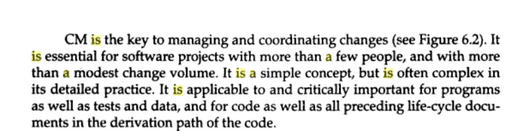 CM is the key to managing and coordinating changes (see Figure 6.2). It
is essential for software projects with more than a few people, and with more
than a modest change volume. It is a simple concept, but is often complex in
its detailed practice. It is applicable to and critically important for programs
as well as tests and data, and for code as well as all preceding life-cycle docu-
ments in the derivation path of the code.